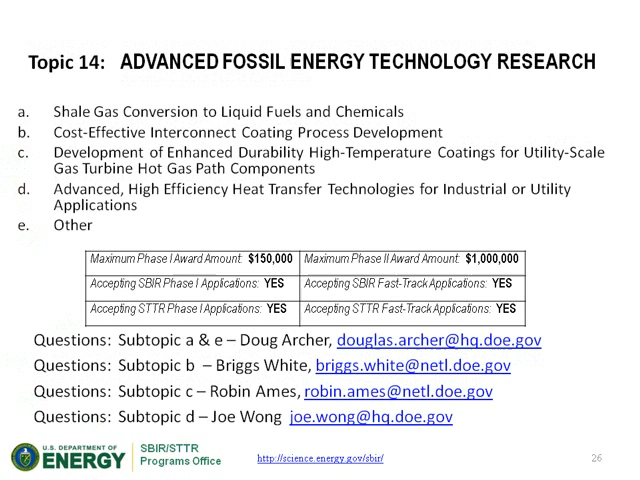 Topic 14: ADVANCED FOSSIL ENERGY TECHNOLOGY RESEARCH
a. Shale Gas Conversion to Liquid Fuels and Chemicals
b. Cost-Effective Interconnect Coating Process Development
c. Development of Enhanced Durability High-Temperature Coatings for Utility-Scale
Gas Turbine Hot Gas Path Components
d. Advanced, High Efficiency Heat Transfer Technologies for Industrial or Utility
Applications
e. Other
Maximum Phase I Award Amount: $150,000 Maximum Phase II Award Amount: $1,000,000
Accepting SBIR Phase I Applications: YES Accepting SBIR Fast-Track Applications: YES
Accepting STTR Phase I Applications: YES Accepting STTR Fast-Track Applications: YES
Questions: Subtopic a & e – Doug Archer, douglas.archer@hq.doe.gov
Questions: Subtopic b – Briggs White, briggs.white@netl.doe.gov
Questions: Subtopic c – Robin Ames, robin.ames@netl.doe.gov
Questions: Subtopic d – Joe Wong joe.wong@hq.doe.gov
U.S. DEPARTMENT OF
ENERGY
SBIR/STTR
Programs Office
http://science.energy.gov/sbir/
26